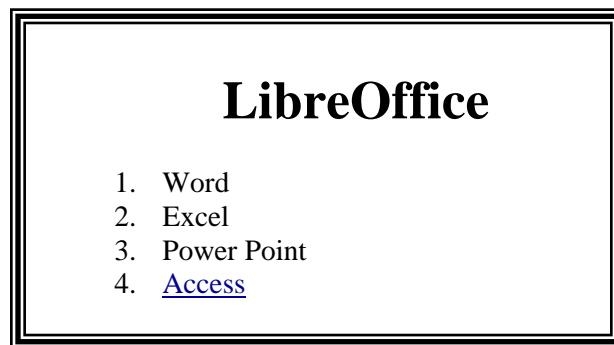 LibreOffice
1. Word
2. Excel
3. Power Point
4. Access